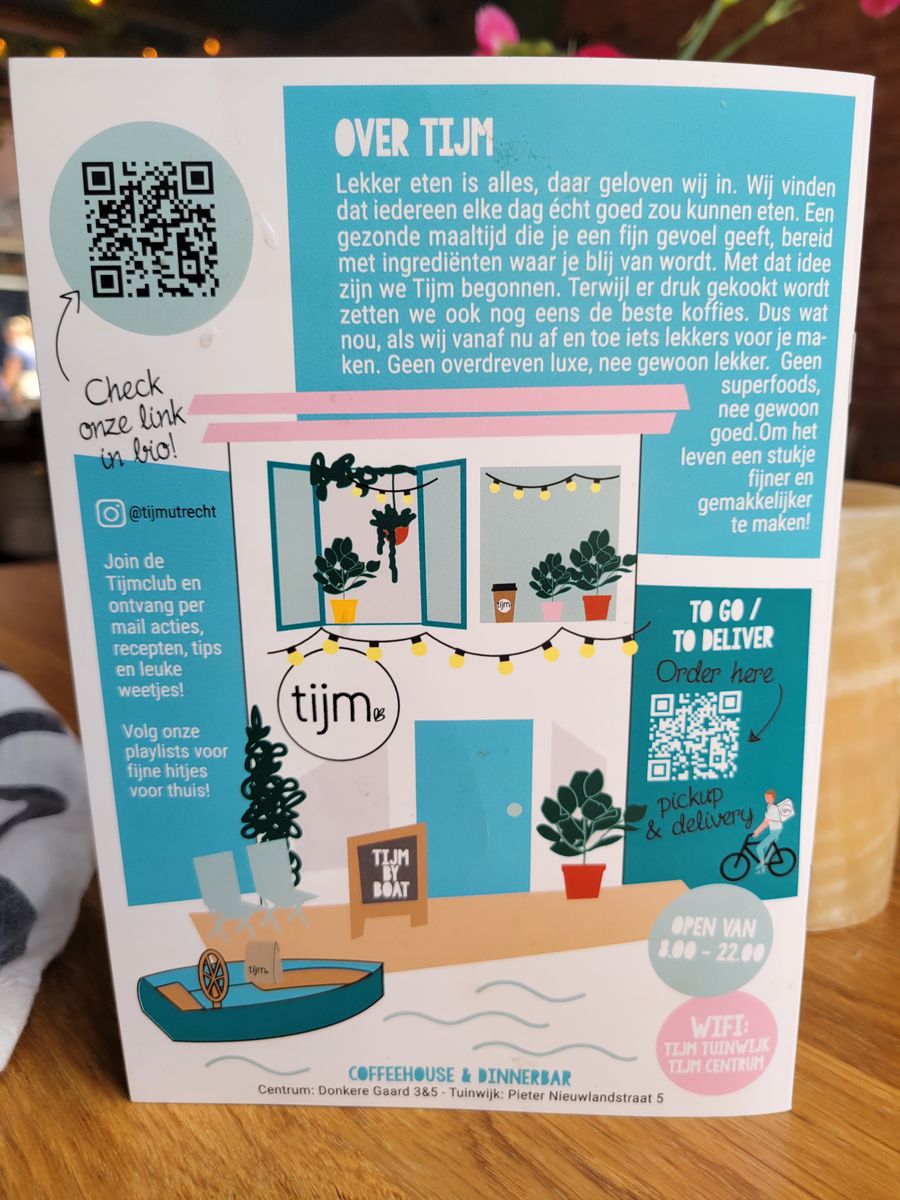 OVER TIJM
Lekker eten is alles, daar geloven wij in. Wij vinden
dat iedereen elke dag écht goed zou kunnen eten. Een
gezonde maaltijd die je een fijn gevoel geeft, bereid
met ingrediënten waar je blij van wordt. Met dat idee
zijn we Tijm begonnen. Terwijl er druk gekookt wordt
zetten we ook nog eens de beste koffies. Dus wat
nou, als wij vanaf nu af en toe iets lekkers voor je ma-
ken. Geen overdreven luxe, nee gewoon lekker. Geen
superfoods,
nee gewoon
goed.Om het
leven een stukje
fijner en
gemakkelijker
te maken!
Check
onze link
in bio!
@tijmutrecht
Join de
Tijmclub en
ontvang per
mail acties,
recepten, tips
en leuke
weetjes!
Volg onze
playlists voor
fijne hitjes
voor thuis!
tijm
tijm
TIJM
BY
BOAT
tijm
TO GO /
TO DELIVER
Order here
pickup
& delivery
OPEN VAN
8.00 - 22.00
WIFI:
TIJM TUINWIJK
TIJM CENTRUM
COFFEEHOUSE & DINNERBAR
Centrum: Donkere Gaard 3&5 - Tuinwijk: Pieter Nieuwlandstraat 5